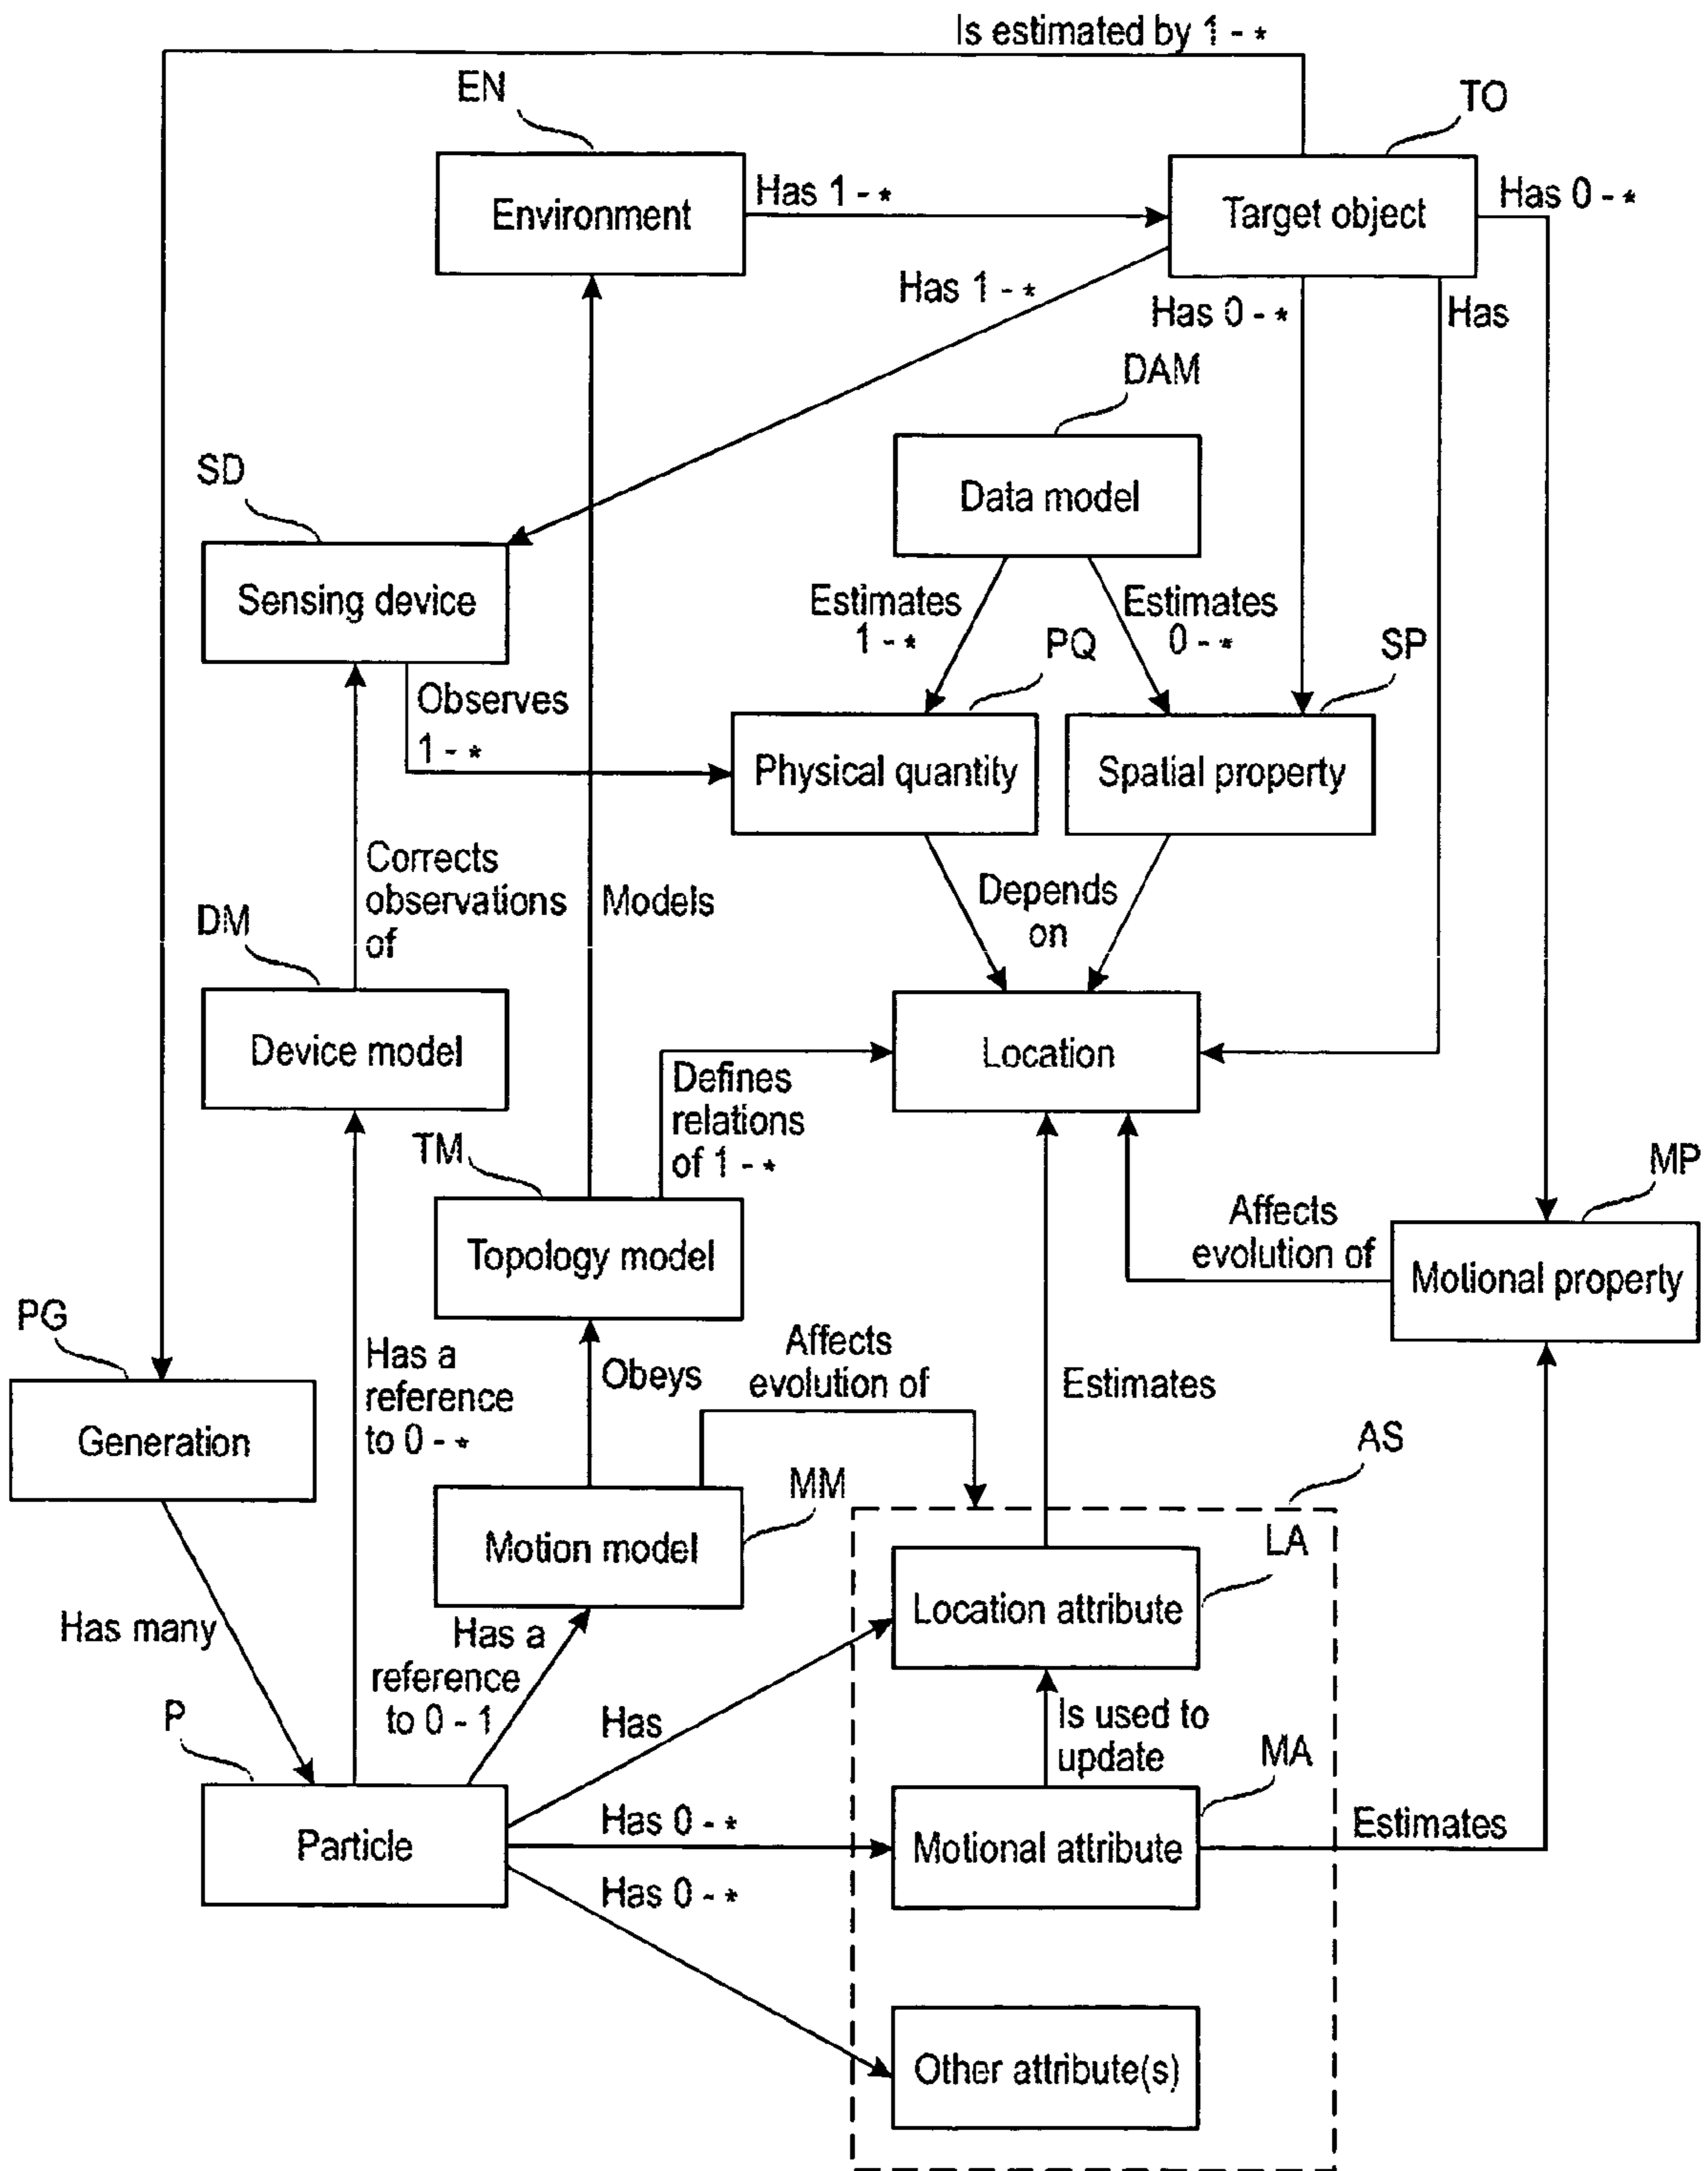 Is estimated by 1 - *
EN
TO
Environment
Has 1 - *
Target object
Has 0 - *
Has 1 - *
Has 0 - *
Has
DAM
Data model
SD
Sensing device
Estimates
1 - *
Estimates
0 - *
PQ
SP
Observes
1 - *
Physical quantity
Spatial property
Corrects
observations
of
Models
Depends
on
DM
Device model
Location
Defines
relations
of 1 - *
TM
Topology model
MP
Affects
evolution of
Motional property
PG
Generation
Has a
reference
to 0 - *
Obeys
Affects
evolution of
Estimates
AS
MM
Motion model
LA
Location attribute
Has many
Has a
reference
to 0 - 1
P
Has
Is used to
update
MA
Particle
Has 0 - *
Motional attribute
Estimates
Has 0 - *
Other attribute(s)